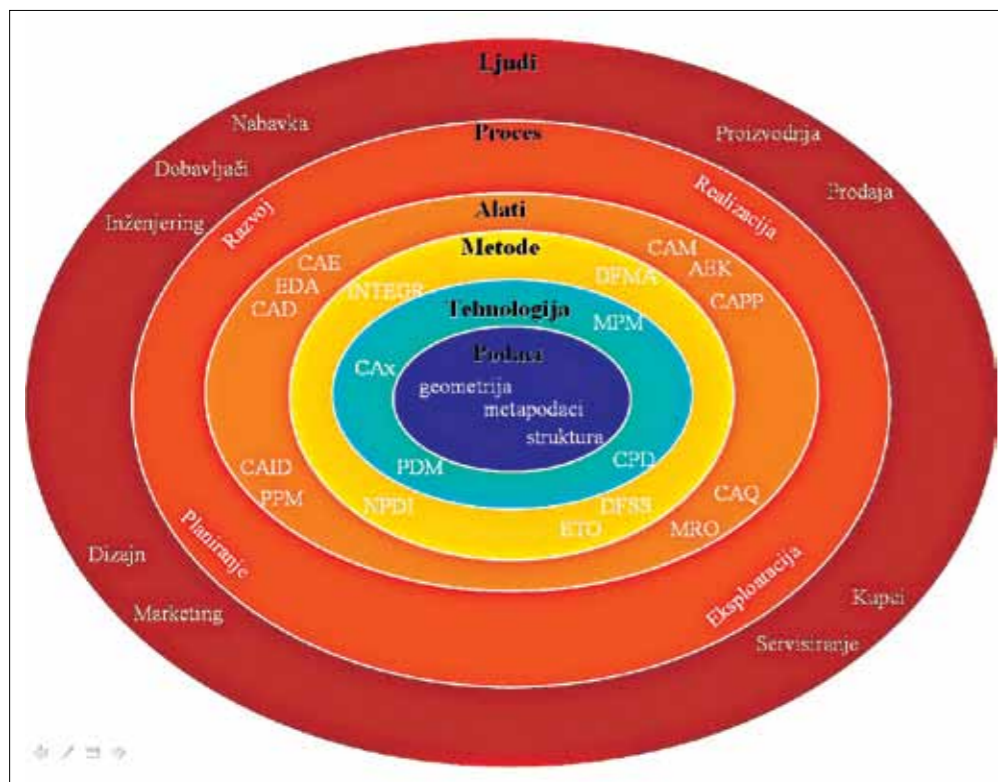 Ljudi
Nabavka
Proizvodnja
Proces
Dobavljači
Prodaja
Inženjering
Razvoj
Realizacija
Alati
Metode
CAE
CAM
EDA
INTEGR
DFMA
AEK
CAD
CAPP
Tehnologija
MPM
Podaci
CAx
geometrija
metapodaci
struktura
PDM
CPD
CAID
PPM
NPDI
DFSS
CAQ
ETO
MRO
Planiranje
Eksploatacija
Dizajn
Kupci
Marketing
Servisiranje